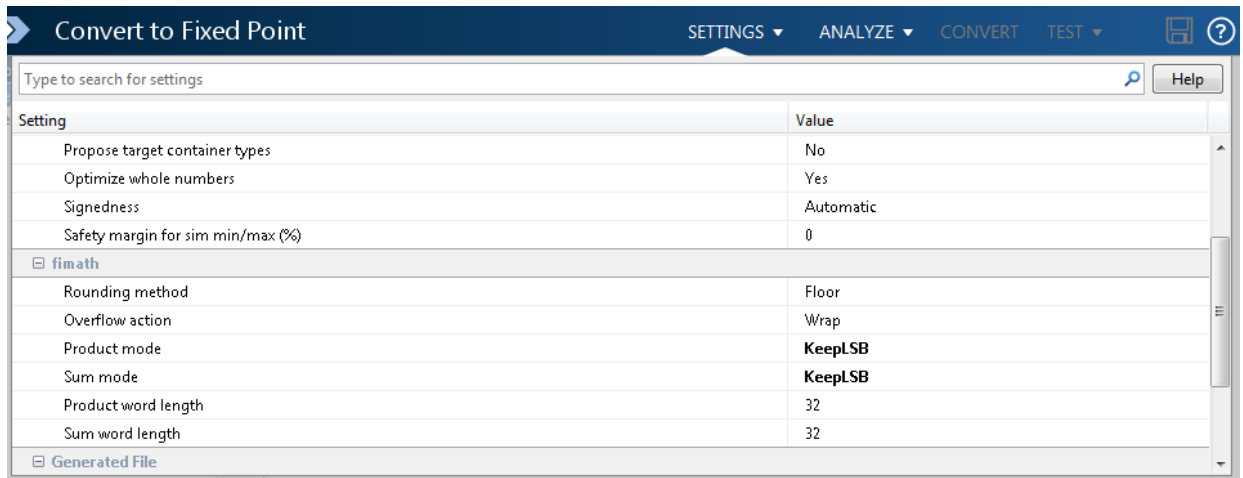 Convert to Fixed Point SETTINGS ANALYZE CONVERT TEST
Type to search for settings Help
Setting Value
Propose target container types No
Optimize whole numbers Yes
Signedness Automatic
Safety margin for sim min/max (%) 0
fimath
Rounding method Floor
Overflow action Wrap
Product mode KeepLSB
Sum mode KeepLSB
Product word length 32
Sum word length 32
Generated File